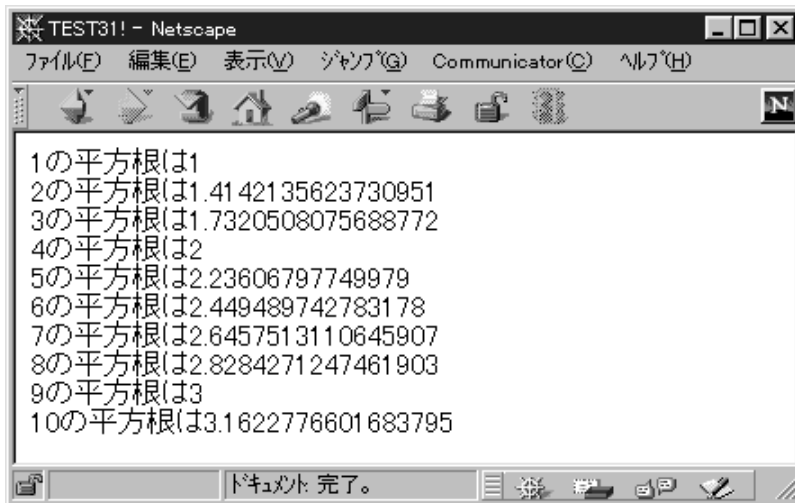 TEST31! - Netscape
ファイル(F) 編集(E) 表示(V) ジャンプ(G) Communicator(C) ヘルプ(H)
N
1の平方根は1
2の平方根は1.4142135623730951
3の平方根は1.7320508075688772
4の平方根は2
5の平方根は2.23606797749979
6の平方根は2.449489742783178
7の平方根は2.6457513110645907
8の平方根は2.8284271247461903
9の平方根は3
10の平方根は3.1622776601683795
ドキュメント: 完了。